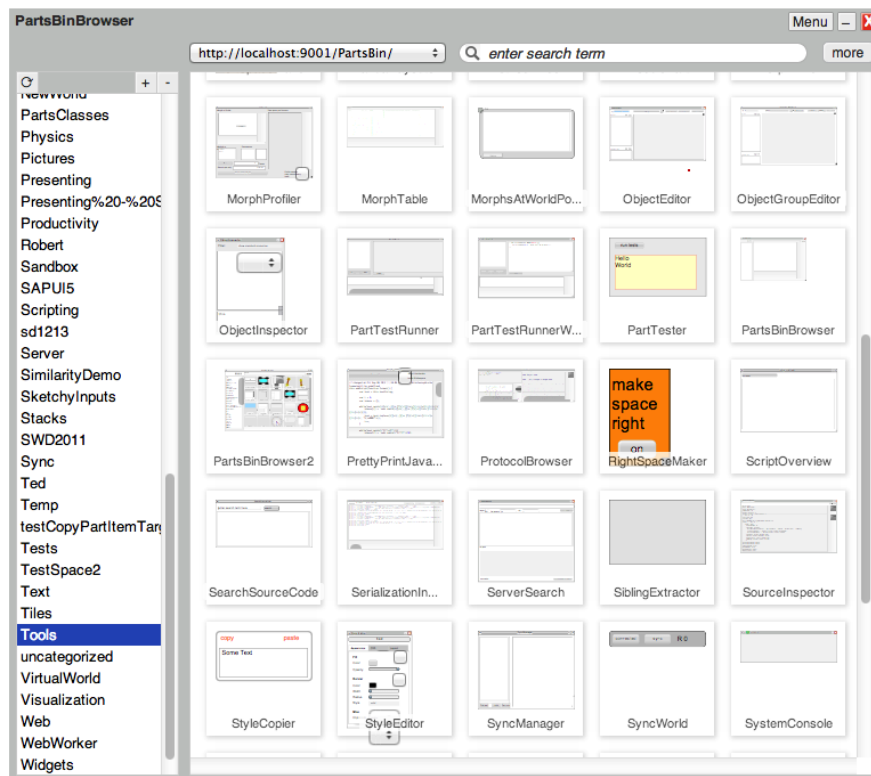 PartsBinBrowser
Menu
http://localhost:9001/PartsBin/
enter search term
more
+
-
NewWorld
PartsClasses
Physics
Pictures
Presenting
Presenting%20-%20S
Productivity
Robert
Sandbox
SAPUI5
Scripting
sd1213
Server
SimilarityDemo
SketchyInputs
Stacks
SWD2011
Sync
Ted
Temp
testCopyPartItemTar
Tests
TestSpace2
Text
Tiles
Tools
uncategorized
VirtualWorld
Visualization
Web
WebWorker
Widgets
MorphProfiler
MorphTable
MorphsAtWorldPo...
ObjectEditor
ObjectGroupEditor
Hello
World
ObjectInspector
PartTestRunner
PartTestRunnerW...
PartTester
PartsBinBrowser
make
space
right
on
PartsBinBrowser2
PrettyPrintJava...
ProtocolBrowser
RightSpaceMaker
ScriptOverview
SearchSourceCode
SerializationIn...
ServerSearch
SiblingExtractor
SourceInspector
copy paste
Some Text
StyleCopier
StyleEditor
SyncManager
SyncWorld
SystemConsole